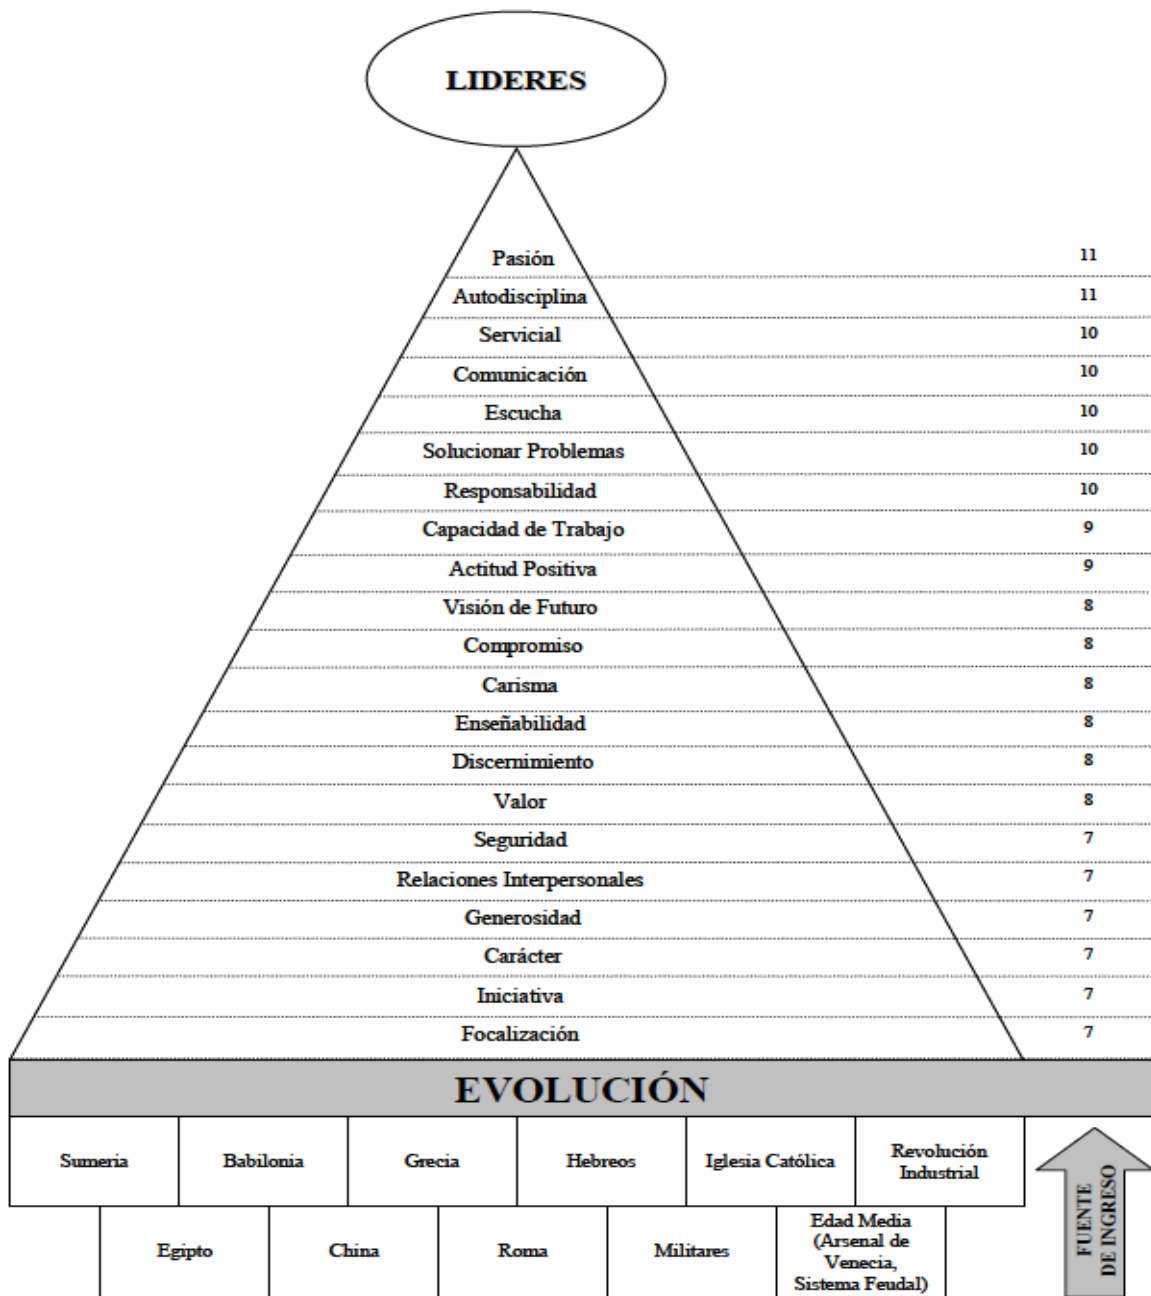 LIDERES
Pasión 11
Autodisciplina 11
Servicial 10
Comunicación 10
Escucha 10
Solucionar Problemas 10
Responsabilidad 10
Capacidad de Trabajo 9
Actitud Positiva 9
Visión de Futuro 8
Compromiso 8
Carisma 8
Enseñabilidad 8
Discernimiento 8
Valor 8
Seguridad 7
Relaciones Interpersonales 7
Generosidad 7
Carácter 7
Iniciativa 7
Focalización 7
EVOLUCIÓN
Sumeria
Babilonia
Grecia
Hebreos
Iglesia Católica
Revolución
Industrial
Egipto
China
Roma
Militares
Edad Media
(Arsenal de
Venecia,
Sistema Feudal)
FUENTE
DE INGRESO